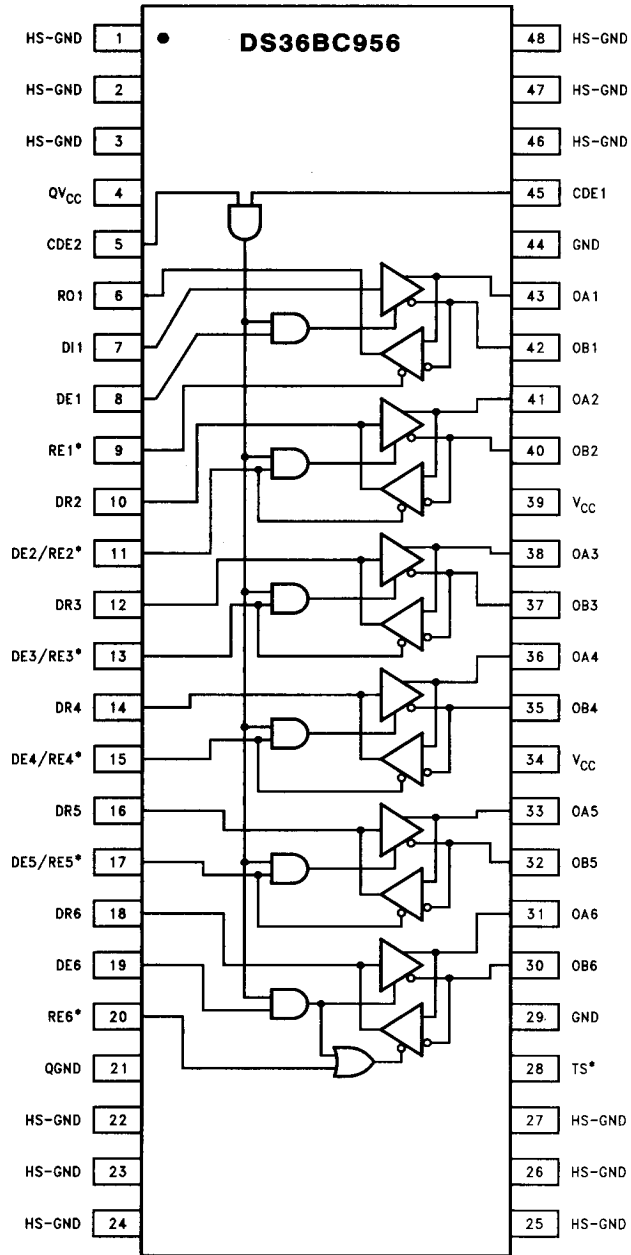 DS36BC956
HS-GND 1 48 HS-GND
HS-GND 2 47 HS-GND
HS-GND 3 46 HS-GND
QVCC 4 45 CDE1
CDE2 5 44 GND
RO1 6 43 OA1
DI1 7 42 OB1
DE1 8 41 OA2
RE1* 9 40 OB2
DR2 10 39 VCC
DE2/RE2* 11 38 OA3
DR3 12 37 OB3
DE3/RE3* 13 36 OA4
DR4 14 35 OB4
DE4/RE4* 15 34 VCC
DR5 16 33 OA5
DE5/RE5* 17 32 OB5
DR6 18 31 OA6
DE6 19 30 OB6
RE6* 20 29 GND
QGND 21 28 TS*
HS-GND 22 27 HS-GND
HS-GND 23 26 HS-GND
HS-GND 24 25 HS-GND